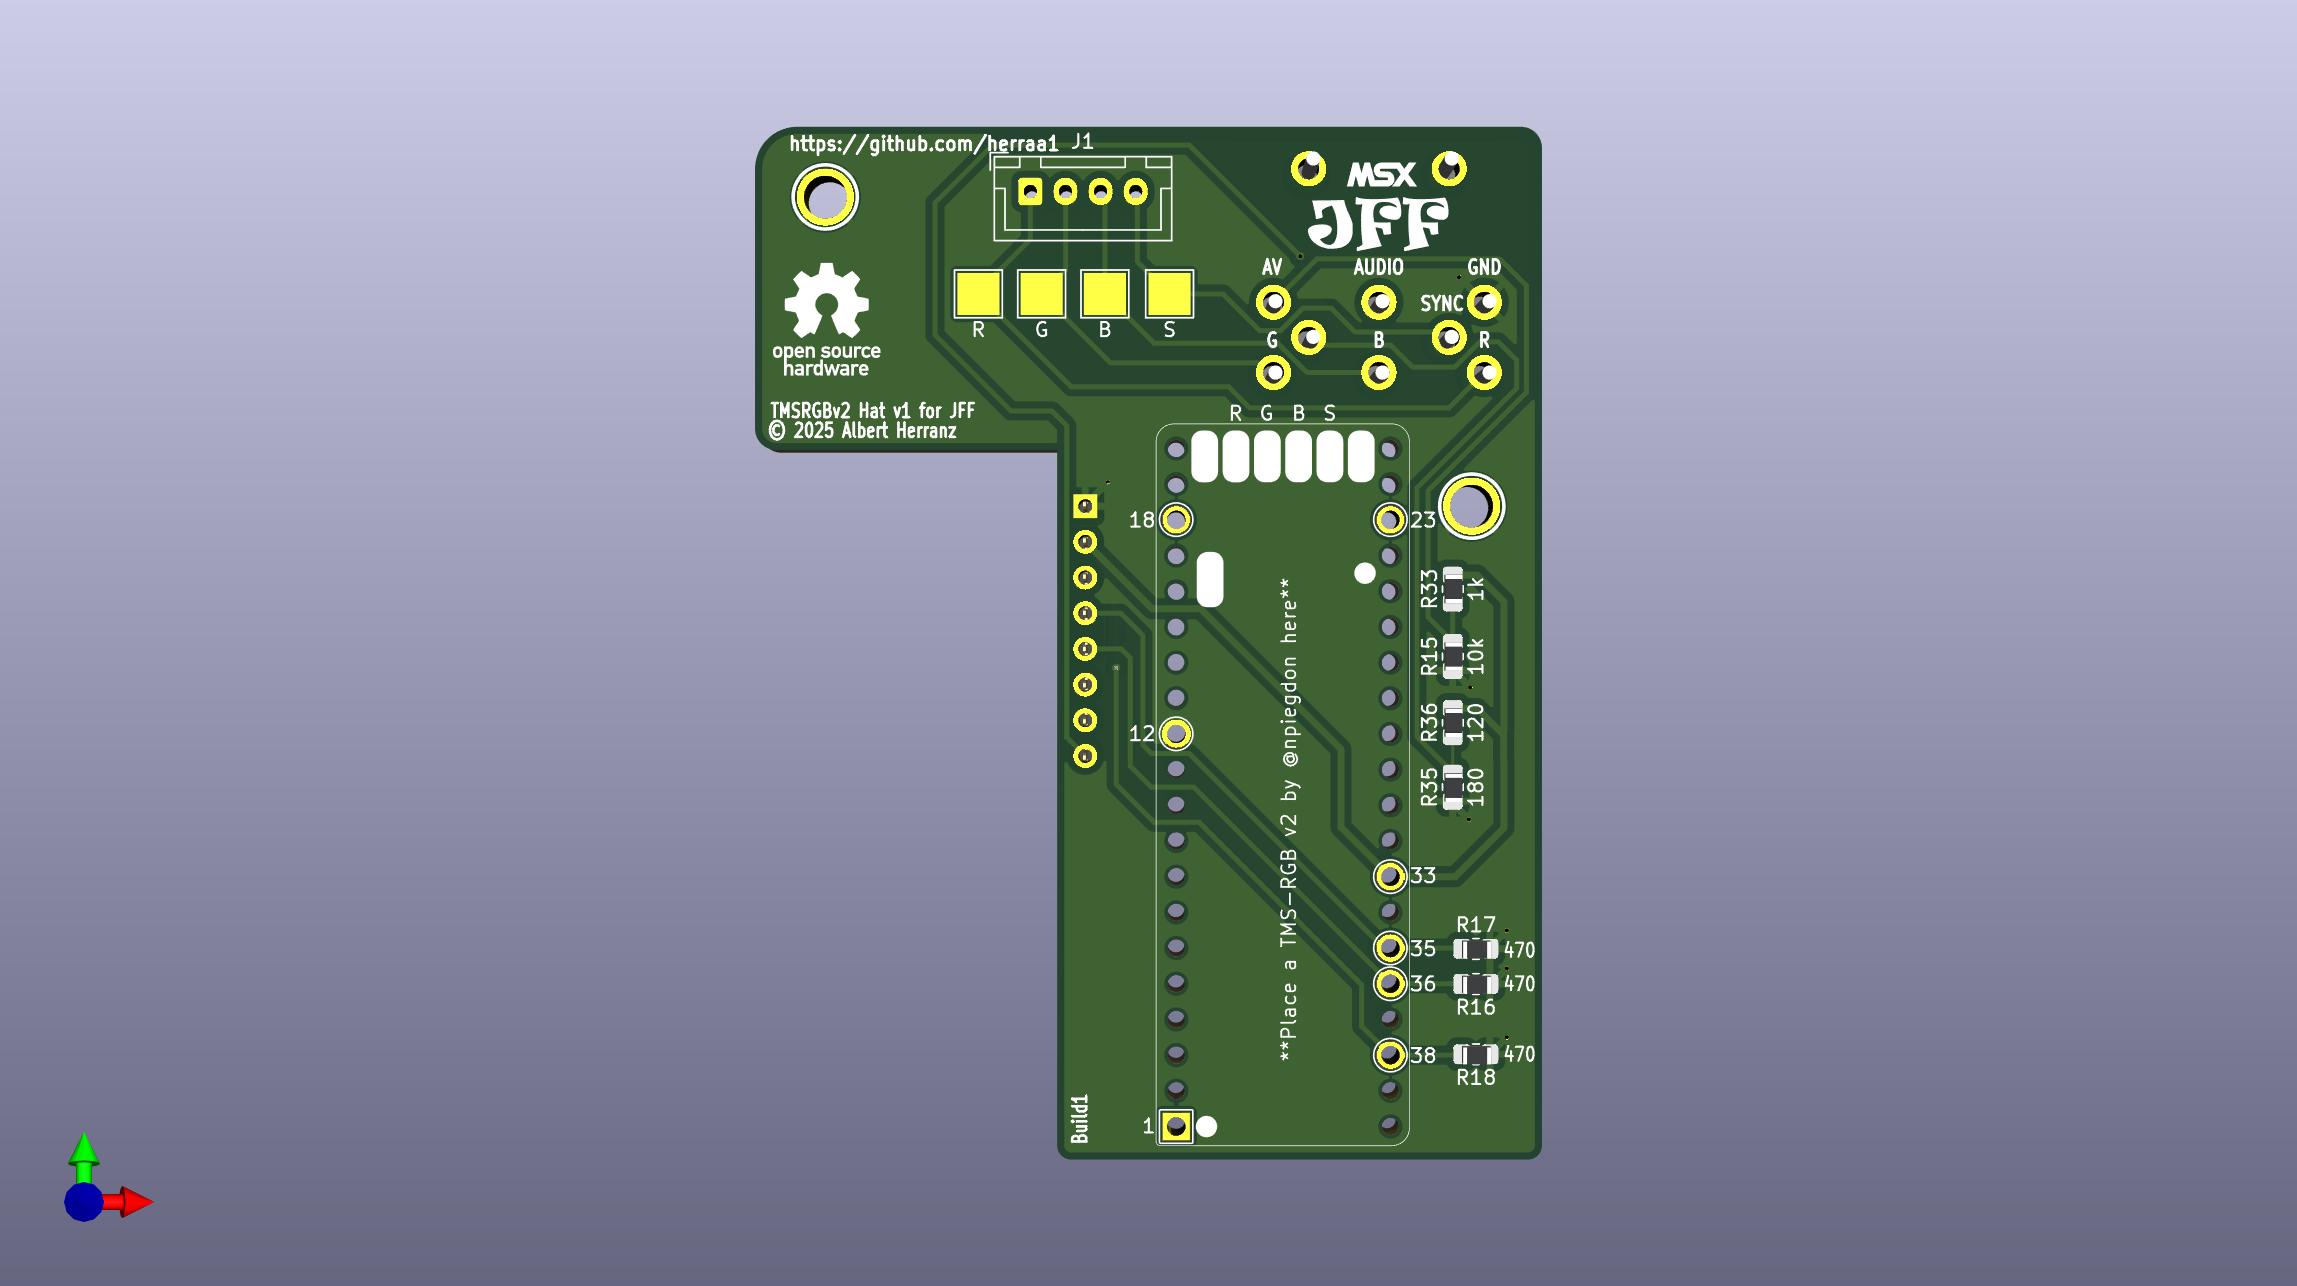 https://github.com/herraa1
J1
MSX
JFF
AV AUDIO GND
SYNC
R G B S
G B R
open source
hardware
TMSRGBv2 Hat v1 for JFF
© 2025 Albert Herranz
R G B S
18
23
12
33
35
36
38
1
**Place a TMS-RGB v2 by @npiegdon here**
R33 1k
R15 10k
R36 120
R35 180
R17
470
470
R16
470
R18
Build1